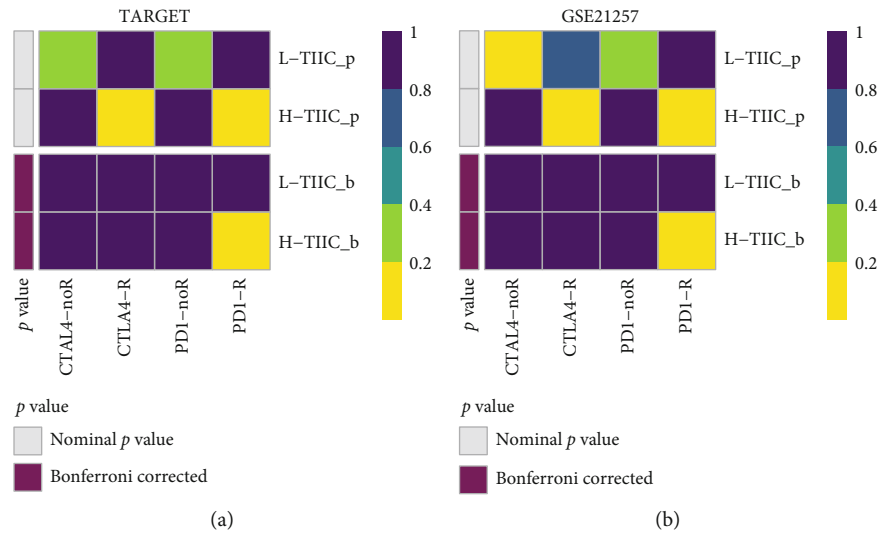 TARGET
1
0.8
0.6
0.4
0.2
L−TIIC_p
H−TIIC_p
L−TIIC_b
H−TIIC_b
p value
CTAL4−noR
CTLA4−R
PD1−noR
PD1−R
p value
Nominal p value
Bonferroni corrected
(a)
GSE21257
1
0.8
0.6
0.4
0.2
L−TIIC_p
H−TIIC_p
L−TIIC_b
H−TIIC_b
p value
CTAL4−noR
CTLA4−R
PD1−noR
PD1−R
p value
Nominal p value
Bonferroni corrected
(b)